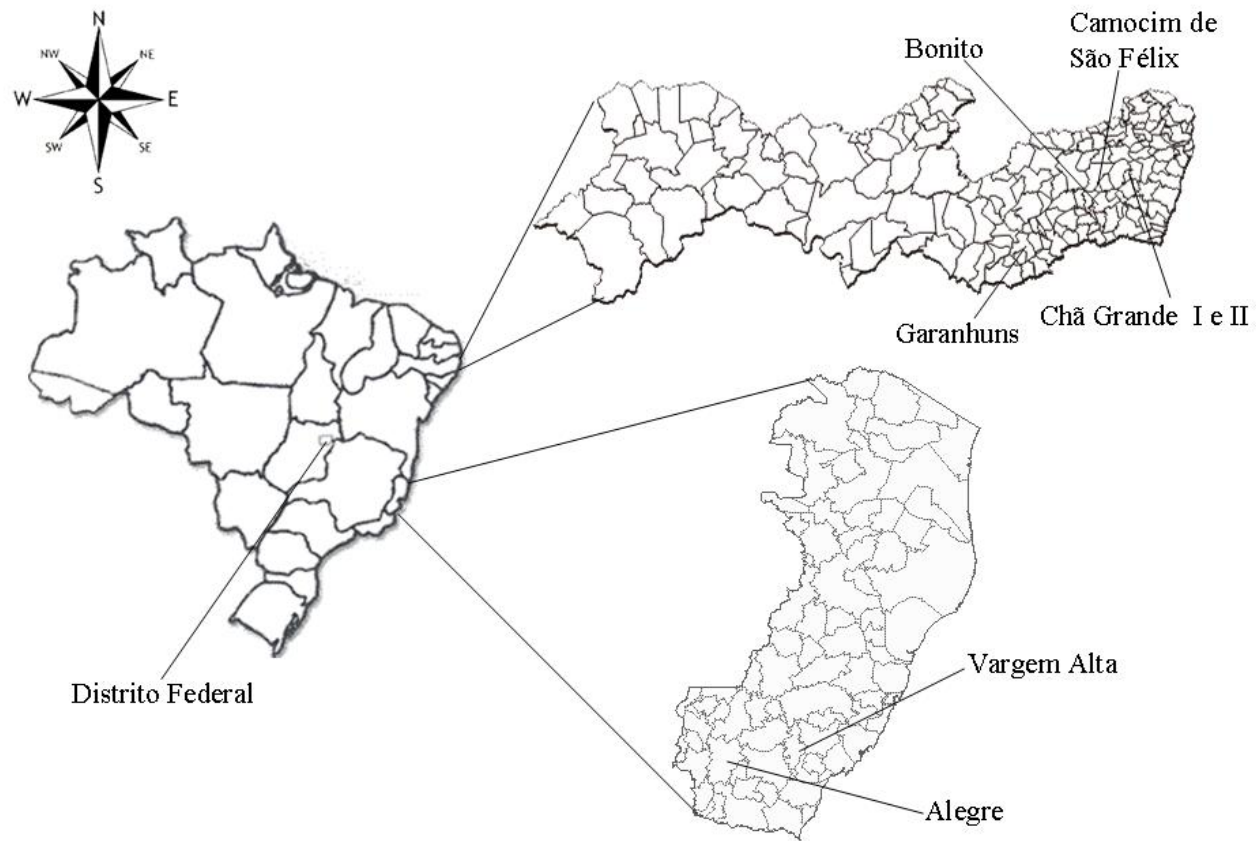 N
NW
NE
W
E
SW
SE
S
Camocim de
São Félix
Bonito
Garanhuns
Chã Grande I e II
Distrito Federal
Vargem Alta
Alegre